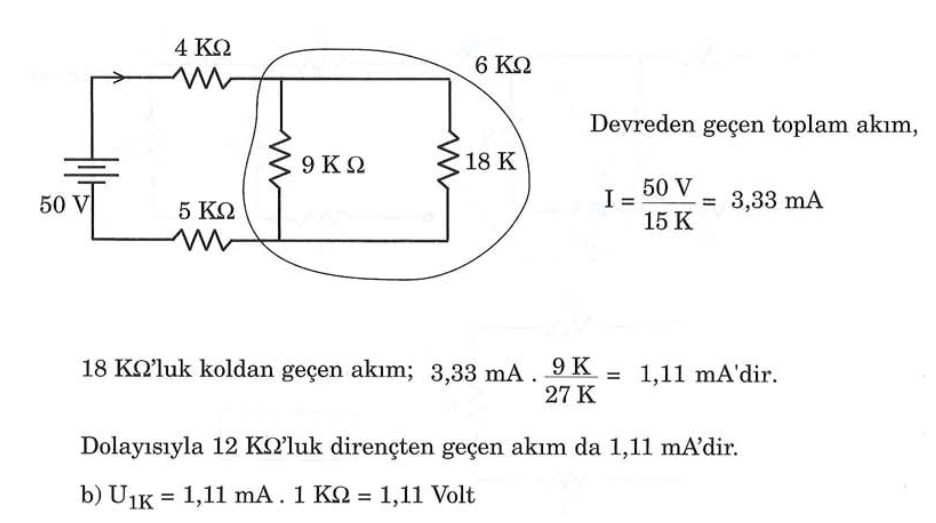 4 KΩ
6 KΩ
9 K Ω
18 K
50 V
5 KΩ
Devreden geçen toplam akım,
I = 50 V / 15 K = 3,33 mA
18 KΩ’luk koldan geçen akım; 3,33 mA . 9 K / 27 K = 1,11 mA'dir.
Dolayısıyla 12 KΩ’luk dirençten geçen akım da 1,11 mA’dir.
b) U1K = 1,11 mA . 1 KΩ = 1,11 Volt